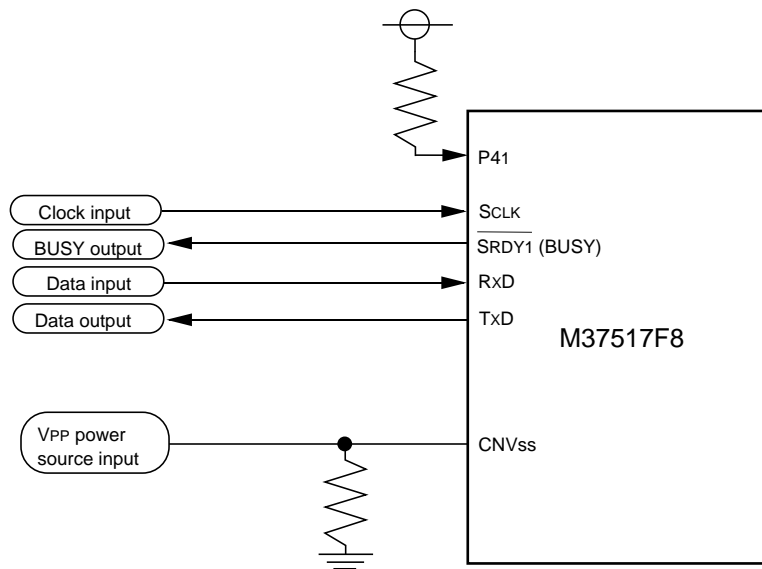 P41
Clock input
SCLK
BUSY output
SRDY1 (BUSY)
Data input
RXD
Data output
TXD
M37517F8
VPP power
source input
CNVss